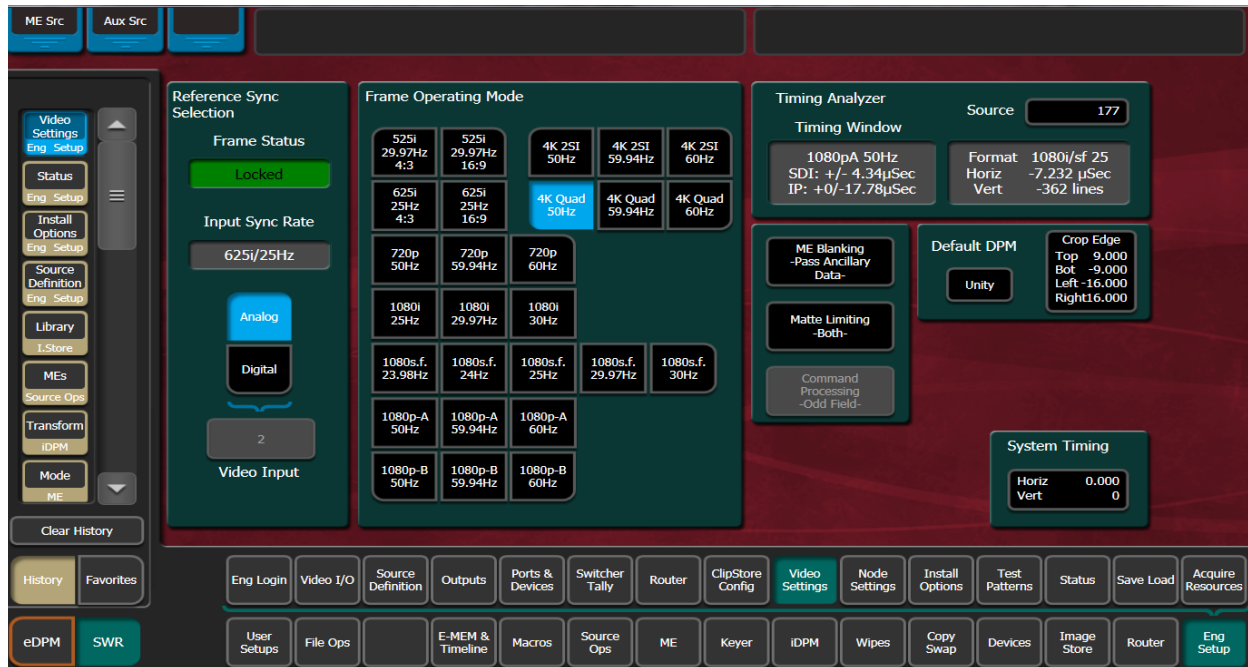 ME Src
Aux Src
Video
Settings
Eng Setup
Status
Eng Setup
Install
Options
Eng Setup
Source
Definition
Eng Setup
Library
I.Store
MEs
Source Ops
Transform
iDPM
Mode
ME
Clear History
History
Favorites
eDPM
SWR
Reference Sync
Selection
Frame Status
Locked
Input Sync Rate
625i/25Hz
Analog
Digital
2
Video Input
Frame Operating Mode
525i
29.97Hz
4:3
525i
29.97Hz
16:9
4K 2SI
50Hz
4K 2SI
59.94Hz
4K 2SI
60Hz
625i
25Hz
4:3
625i
25Hz
16:9
4K Quad
50Hz
4K Quad
59.94Hz
4K Quad
60Hz
720p
50Hz
720p
59.94Hz
720p
60Hz
1080i
25Hz
1080i
29.97Hz
1080i
30Hz
1080s.f.
23.98Hz
1080s.f.
24Hz
1080s.f.
25Hz
1080s.f.
29.97Hz
1080s.f.
30Hz
1080p-A
50Hz
1080p-A
59.94Hz
1080p-A
60Hz
1080p-B
50Hz
1080p-B
59.94Hz
1080p-B
60Hz
Timing Analyzer
Timing Window
1080pA 50Hz
SDI: +/- 4.34µSec
IP: +0/-17.78µSec
Source
177
Format 1080i/sf 25
Horiz -7.232 µSec
Vert -362 lines
ME Blanking
-Pass Ancillary
Data-
Matte Limiting
-Both-
Command
Processing
-Odd Field-
Default DPM
Unity
Crop Edge
Top 9.000
Bot -9.000
Left -16.000
Right16.000
System Timing
Horiz 0.000
Vert 0
Eng Login
Video I/O
Source
Definition
Outputs
Ports &
Devices
Switcher
Tally
Router
ClipStore
Config
Video
Settings
Node
Settings
Install
Options
Test
Patterns
Status
Save Load
Acquire
Resources
User
Setups
File Ops
E-MEM &
Timeline
Macros
Source
Ops
ME
Keyer
iDPM
Wipes
Copy
Swap
Devices
Image
Store
Router
Eng
Setup